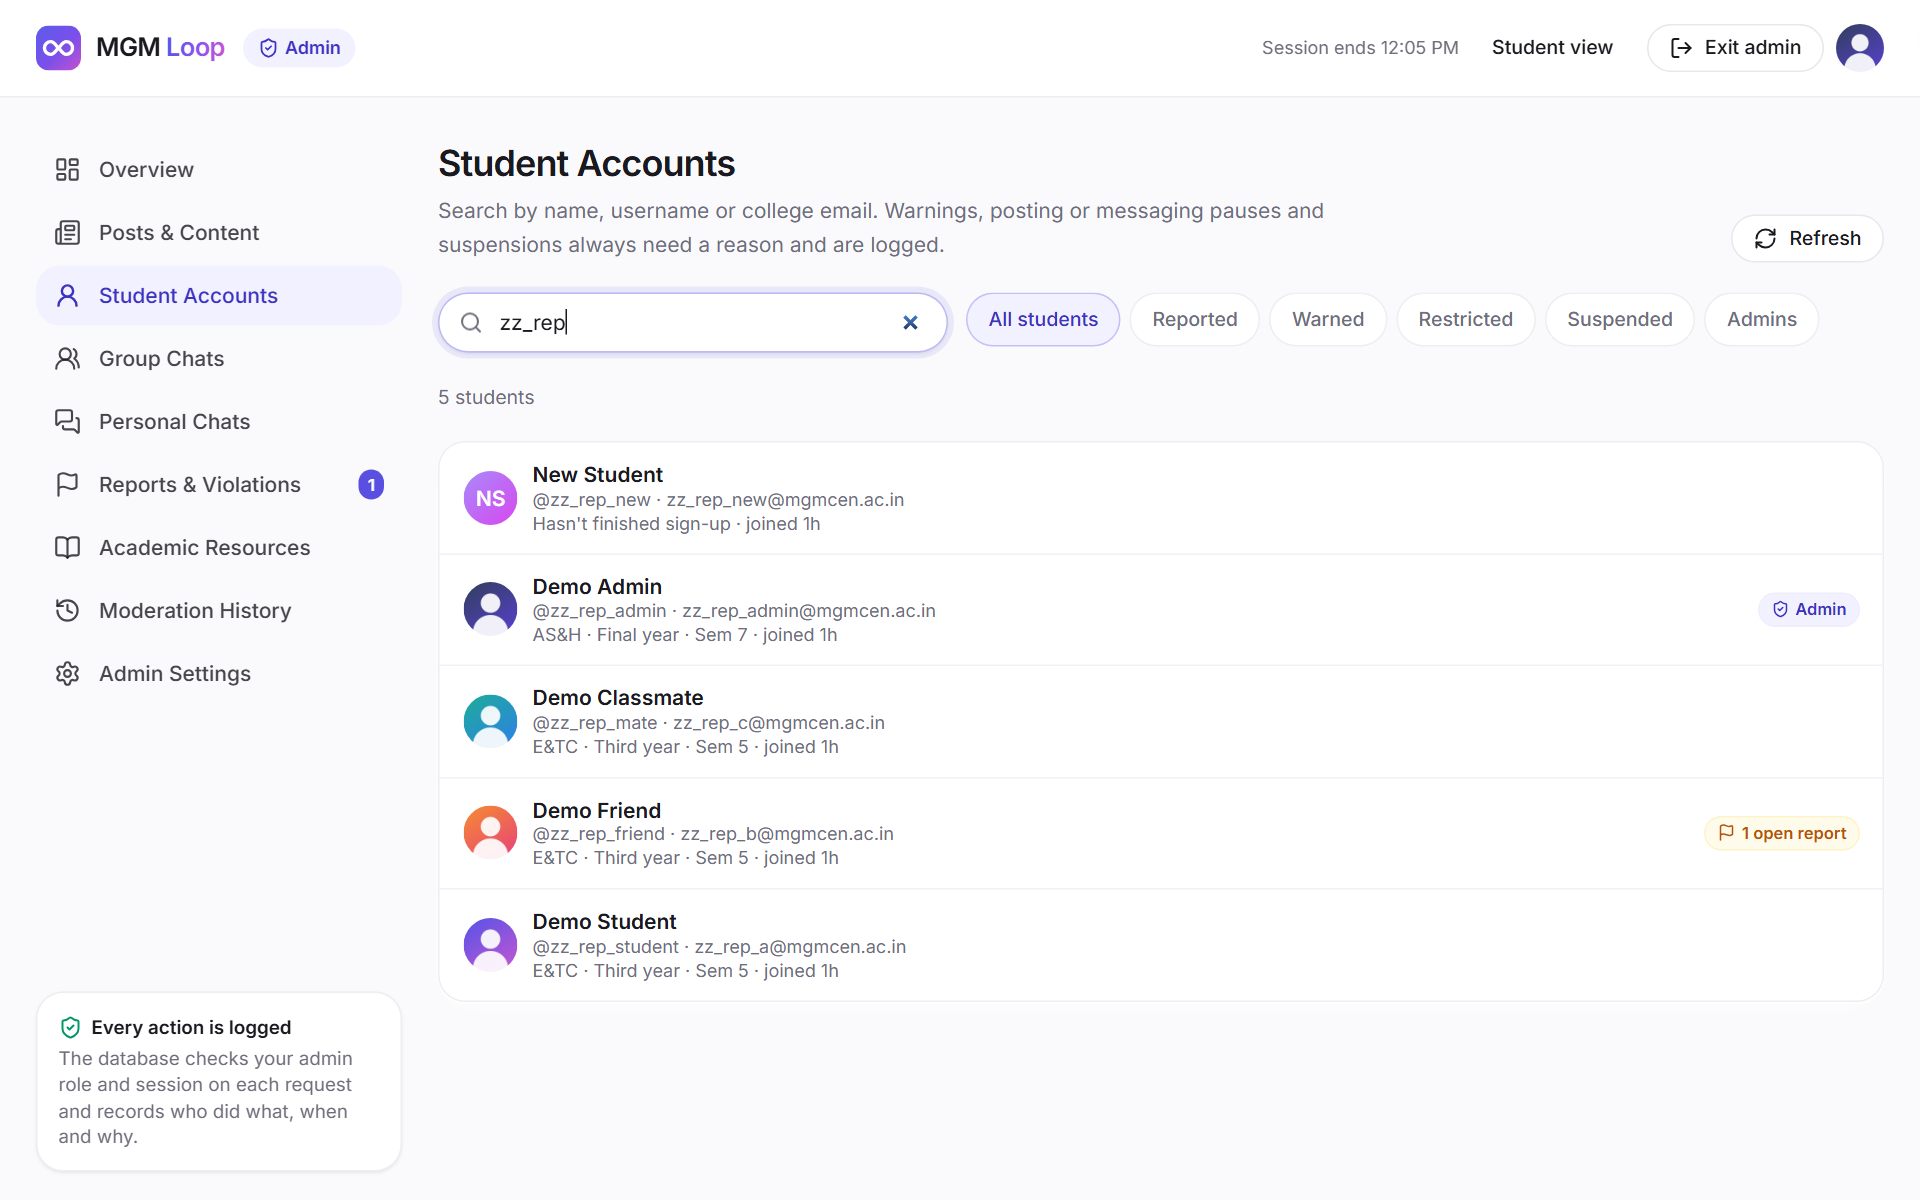 MGM Loop
Admin
Session ends 12:05 PM
Student view
Exit admin
Overview
Posts & Content
Student Accounts
Group Chats
Personal Chats
Reports & Violations
1
Academic Resources
Moderation History
Admin Settings
Every action is logged
The database checks your admin
role and session on each request
and records who did what, when
and why.
Student Accounts
Search by name, username or college email. Warnings, posting or messaging pauses and
suspensions always need a reason and are logged.
Refresh
zz_rep
All students
Reported
Warned
Restricted
Suspended
Admins
5 students
NS
New Student
@zz_rep_new · zz_rep_new@mgmcen.ac.in
Hasn't finished sign-up · joined 1h
Demo Admin
@zz_rep_admin · zz_rep_admin@mgmcen.ac.in
AS&H · Final year · Sem 7 · joined 1h
Admin
Demo Classmate
@zz_rep_mate · zz_rep_c@mgmcen.ac.in
E&TC · Third year · Sem 5 · joined 1h
Demo Friend
@zz_rep_friend · zz_rep_b@mgmcen.ac.in
E&TC · Third year · Sem 5 · joined 1h
1 open report
Demo Student
@zz_rep_student · zz_rep_a@mgmcen.ac.in
E&TC · Third year · Sem 5 · joined 1h